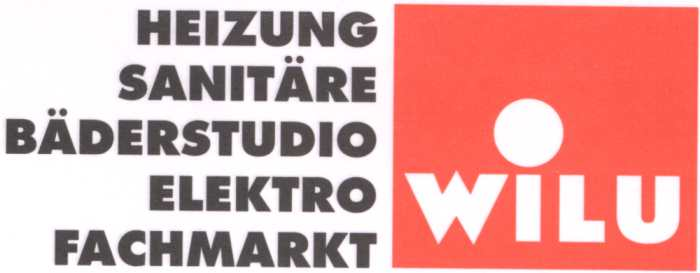 HEIZUNG
SANITÄRE
BÄDERSTUDIO
ELEKTRO
FACHMARKT
WILU